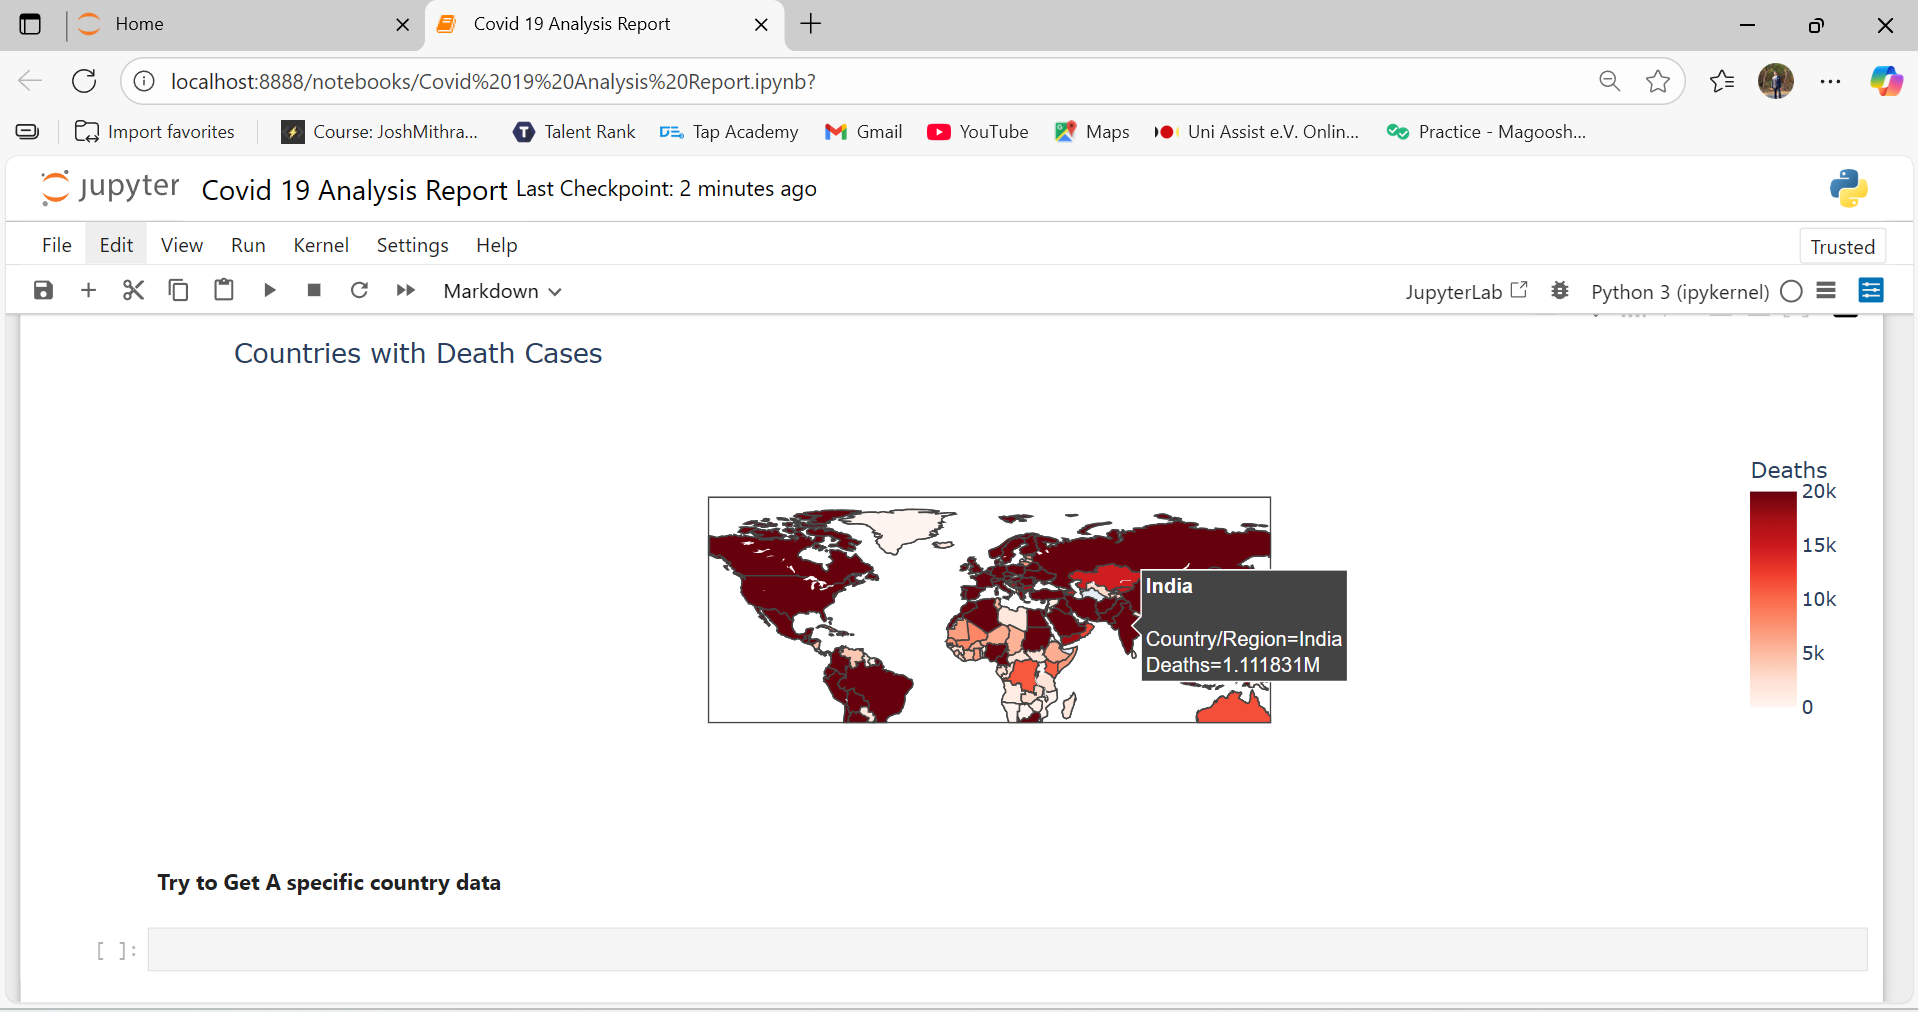 Home
Covid 19 Analysis Report
localhost:8888/notebooks/Covid%2019%20Analysis%20Report.ipynb?
Import favorites
Course: JoshMithra...
Talent Rank
Tap Academy
Gmail
YouTube
Maps
Uni Assist e.V. Onlin...
Practice - Magoosh...
jupyter Covid 19 Analysis Report Last Checkpoint: 2 minutes ago
File Edit View Run Kernel Settings Help
Trusted
Markdown
JupyterLab
Python 3 (ipykernel)
Countries with Death Cases
Deaths
20k
15k
10k
5k
0
India
Country/Region=India
Deaths=1.111831M
Try to Get A specific country data
[ ]: